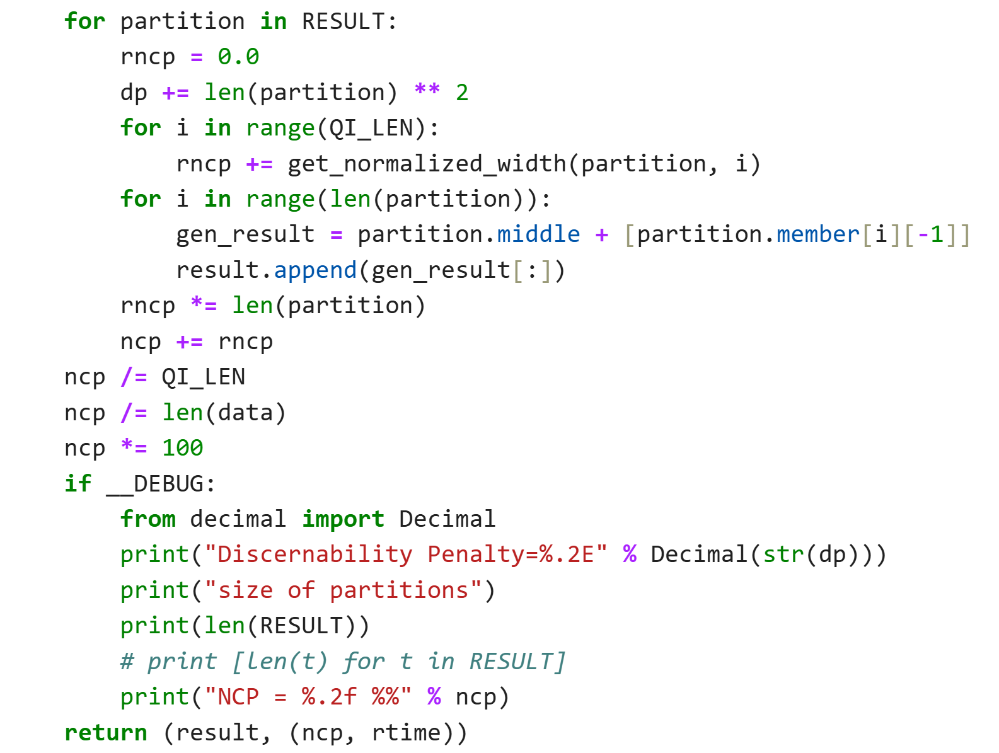 for partition in RESULT:
    rncp = 0.0
    dp += len(partition) ** 2
    for i in range(QI_LEN):
        rncp += get_normalized_width(partition, i)
    for i in range(len(partition)):
        gen_result = partition.middle + [partition.member[i][-1]]
        result.append(gen_result[:])
    rncp *= len(partition)
    ncp += rncp
ncp /= QI_LEN
ncp /= len(data)
ncp *= 100
if __DEBUG:
    from decimal import Decimal
    print("Discernability Penalty=%.2E" % Decimal(str(dp)))
    print("size of partitions")
    print(len(RESULT))
    # print [len(t) for t in RESULT]
    print("NCP = %.2f %%" % ncp)
return (result, (ncp, rtime))